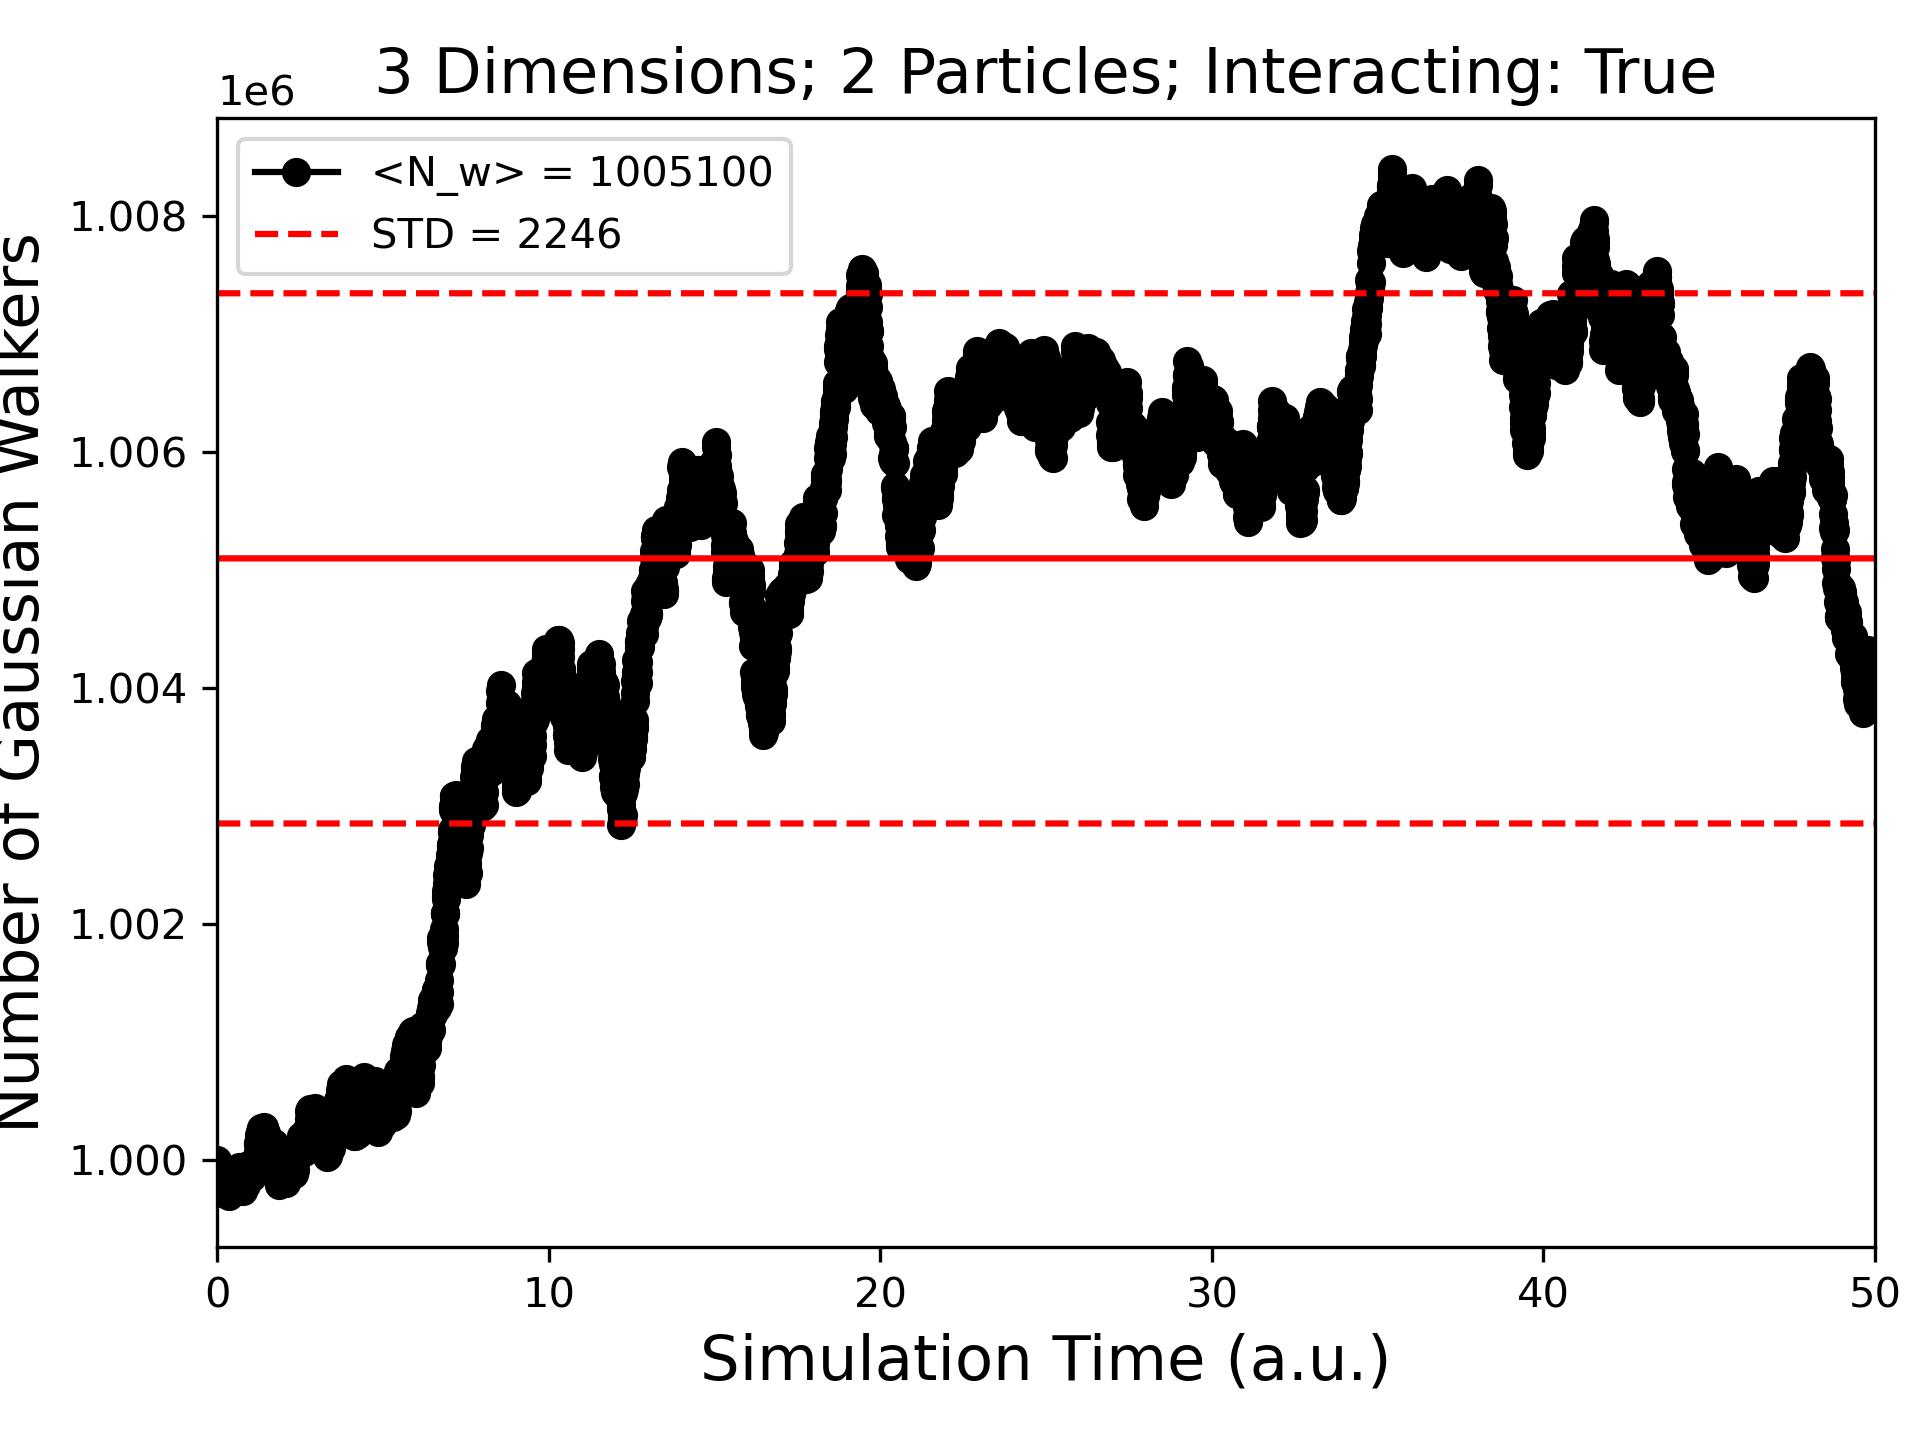 3 Dimensions; 2 Particles; Interacting: True
1e6
<N_w> = 1005100
STD = 2246
Number of Gaussian Walkers
1.008
1.006
1.004
1.002
1.000
0 10 20 30 40 50
Simulation Time (a.u.)